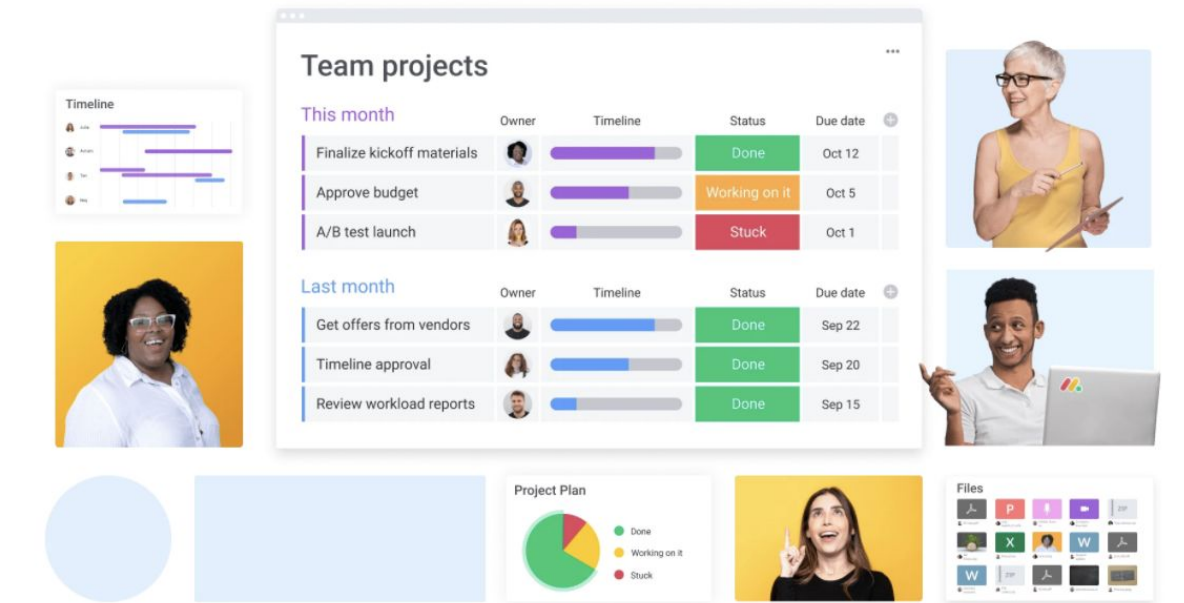 Timeline
Team projects
This month
Owner Timeline Status Due date
Finalize kickoff materials Done Oct 12
Approve budget Working on it Oct 5
A/B test launch Stuck Oct 1
Last month
Owner Timeline Status Due date
Get offers from vendors Done Sep 22
Timeline approval Done Sep 20
Review workload reports Done Sep 15
Project Plan
Done
Working on it
Stuck
Files
P ZIP
X W
W ZIP